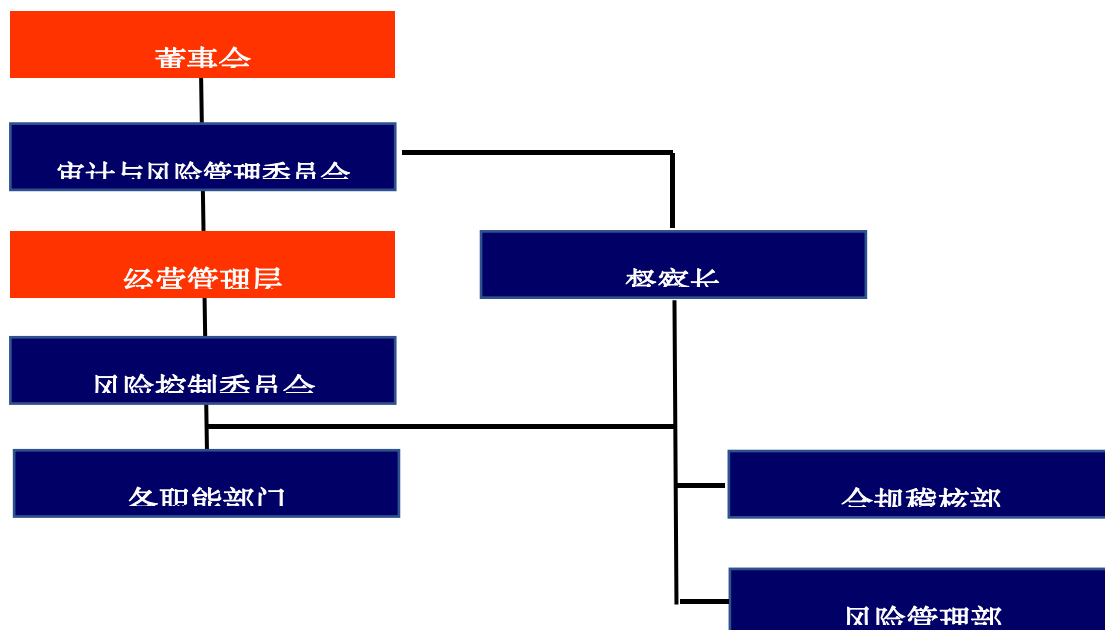 董事会
审计与风险管理委员会
经营管理层
督察长
风险控制委员会
各职能部门
合规稽核部
风险管理部